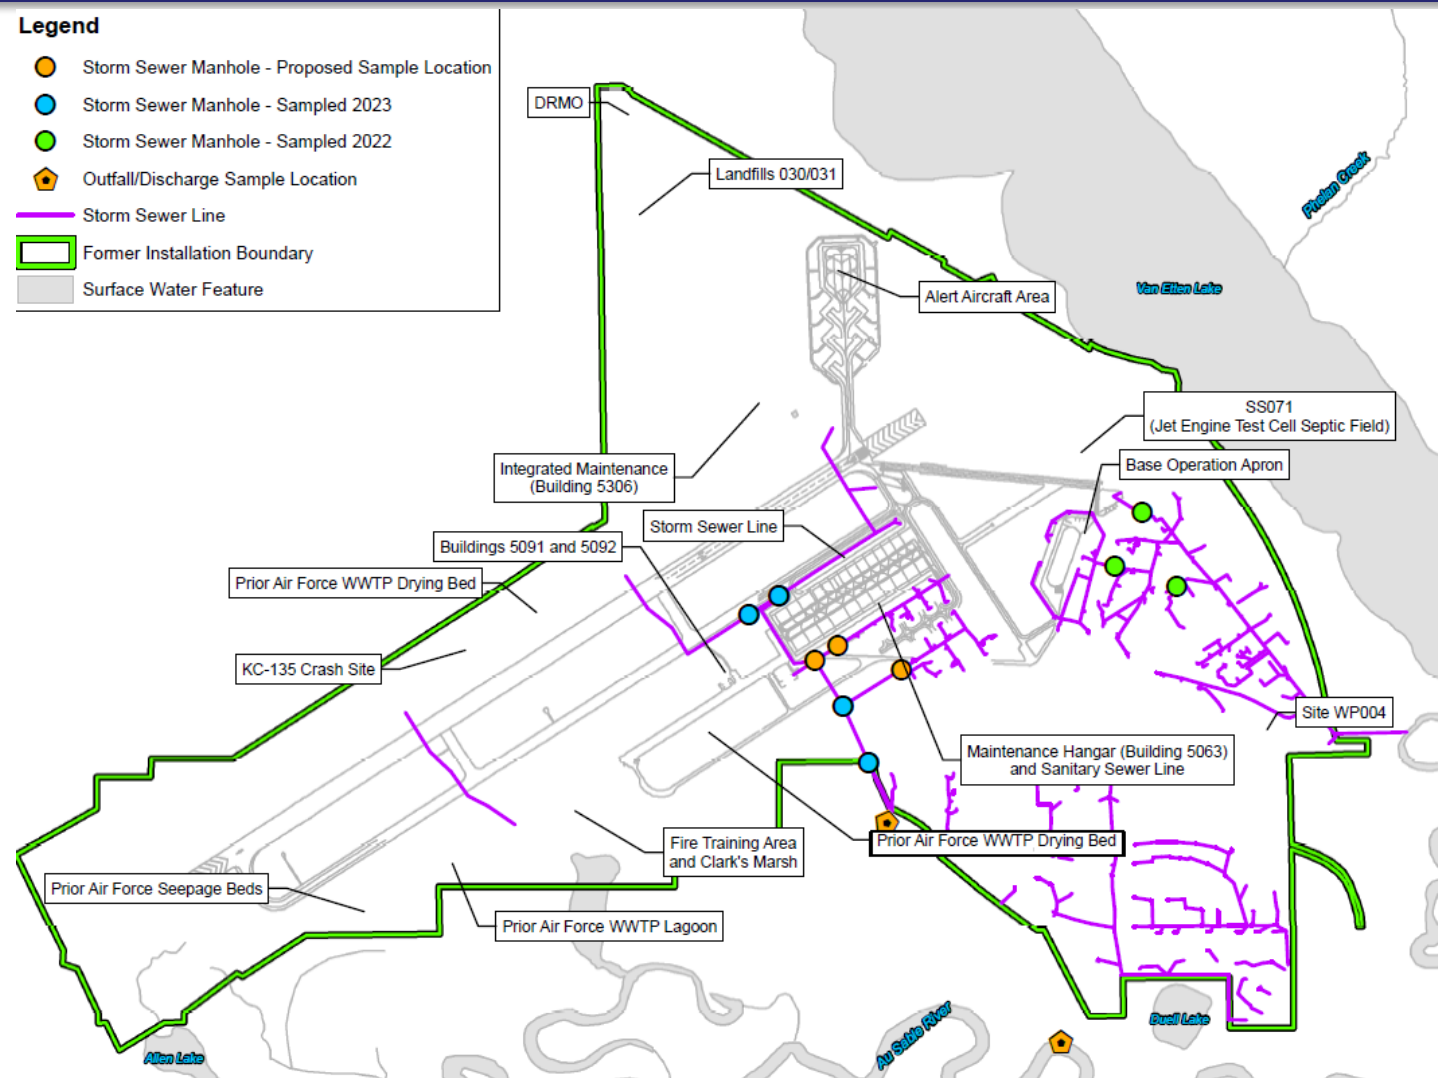 Legend
Storm Sewer Manhole - Proposed Sample Location
Storm Sewer Manhole - Sampled 2023
Storm Sewer Manhole - Sampled 2022
Outfall/Discharge Sample Location
Storm Sewer Line
Former Installation Boundary
Surface Water Feature
DRMO
Landfills 030/031
Phelan Creek
Van Etten Lake
Alert Aircraft Area
SS071
(Jet Engine Test Cell Septic Field)
Base Operation Apron
Integrated Maintenance
(Building 5306)
Storm Sewer Line
Buildings 5091 and 5092
Prior Air Force WWTP Drying Bed
KC-135 Crash Site
Site WP004
Maintenance Hangar (Building 5063)
and Sanitary Sewer Line
Prior Air Force WWTP Drying Bed
Fire Training Area
and Clark's Marsh
Prior Air Force Seepage Beds
Prior Air Force WWTP Lagoon
Au Sable River
Duell Lake
Allen Lake